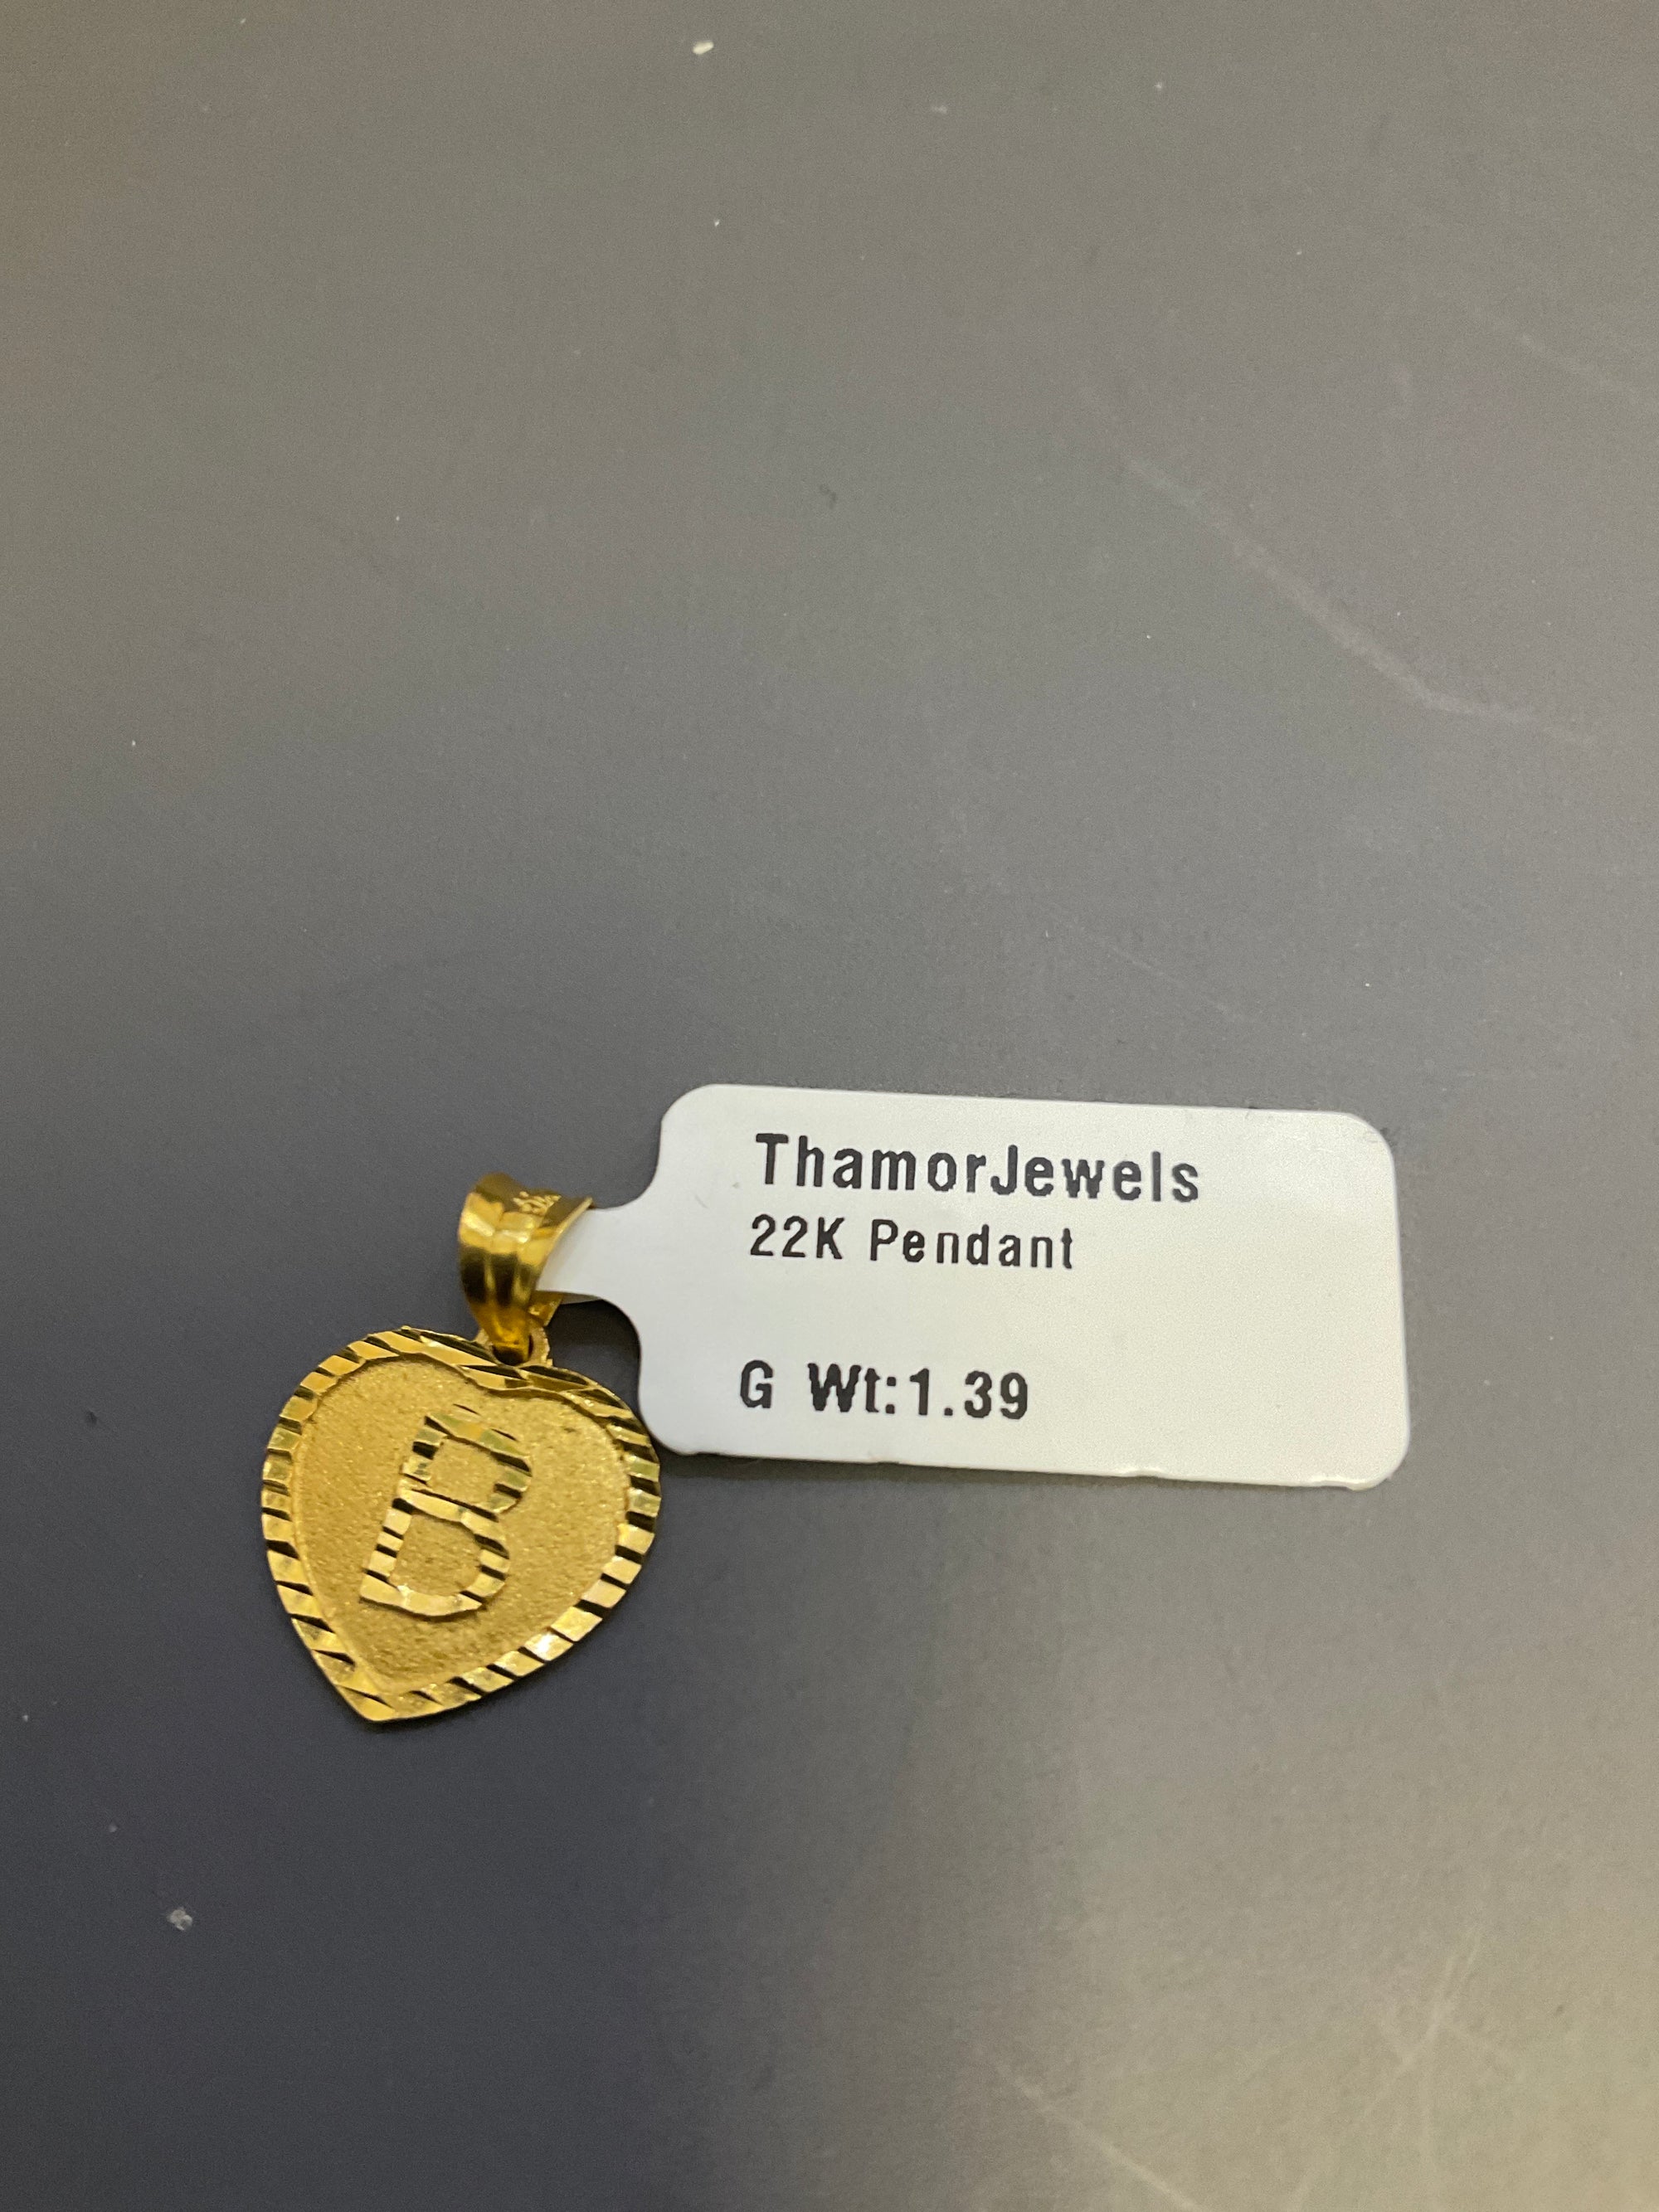 ThamorJewels
22K Pendant
G Wt:1.39
B